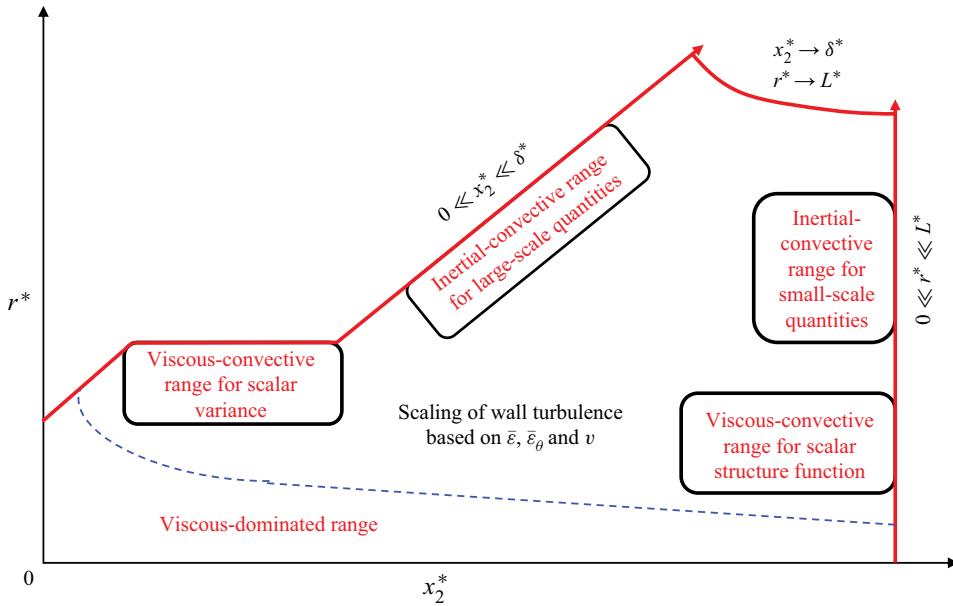 x₂* → δ*
r* → L*
0 ≪ x₂* ≪ δ*
Inertial-convective range
for large-scale quantities
Inertial-
convective
range for
small-scale
quantities
0 ≪ r* ≪ L*
r*
Viscous-convective
range for scalar
variance
Scaling of wall turbulence
based on ε̄, ε̄θ and ν
Viscous-convective
range for scalar
structure function
Viscous-dominated range
0
x₂*